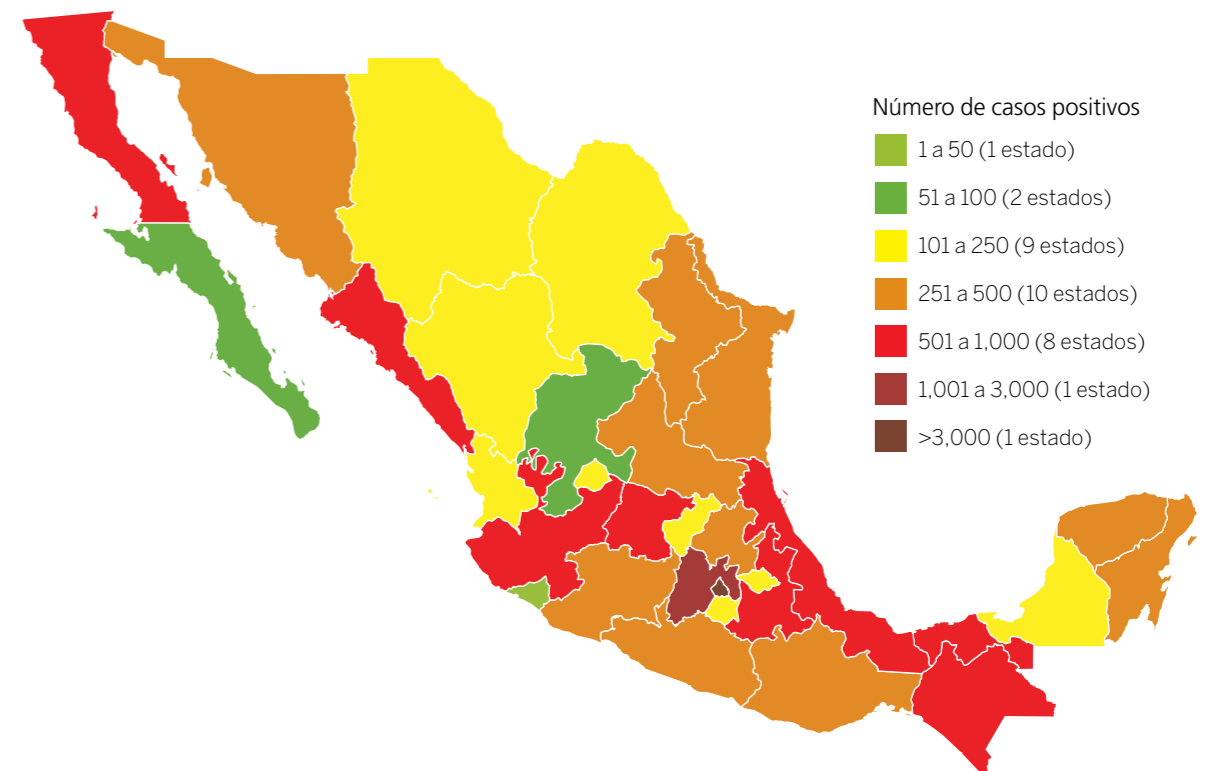 Número de casos positivos
1 a 50 (1 estado)
51 a 100 (2 estados)
101 a 250 (9 estados)
251 a 500 (10 estados)
501 a 1,000 (8 estados)
1,001 a 3,000 (1 estado)
>3,000 (1 estado)